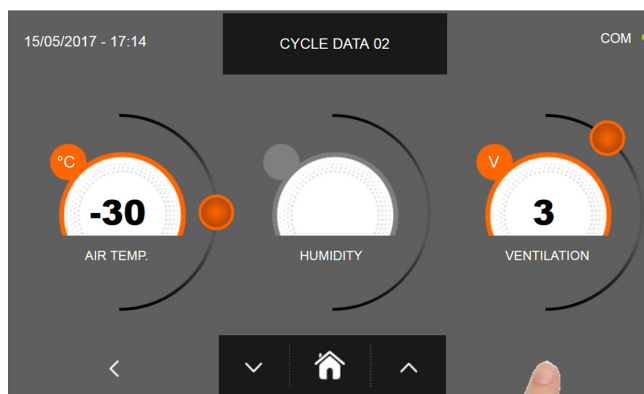 15/05/2017 - 17:14
CYCLE DATA 02
COM
°C
V
-30
3
AIR TEMP.
HUMIDITY
VENTILATION